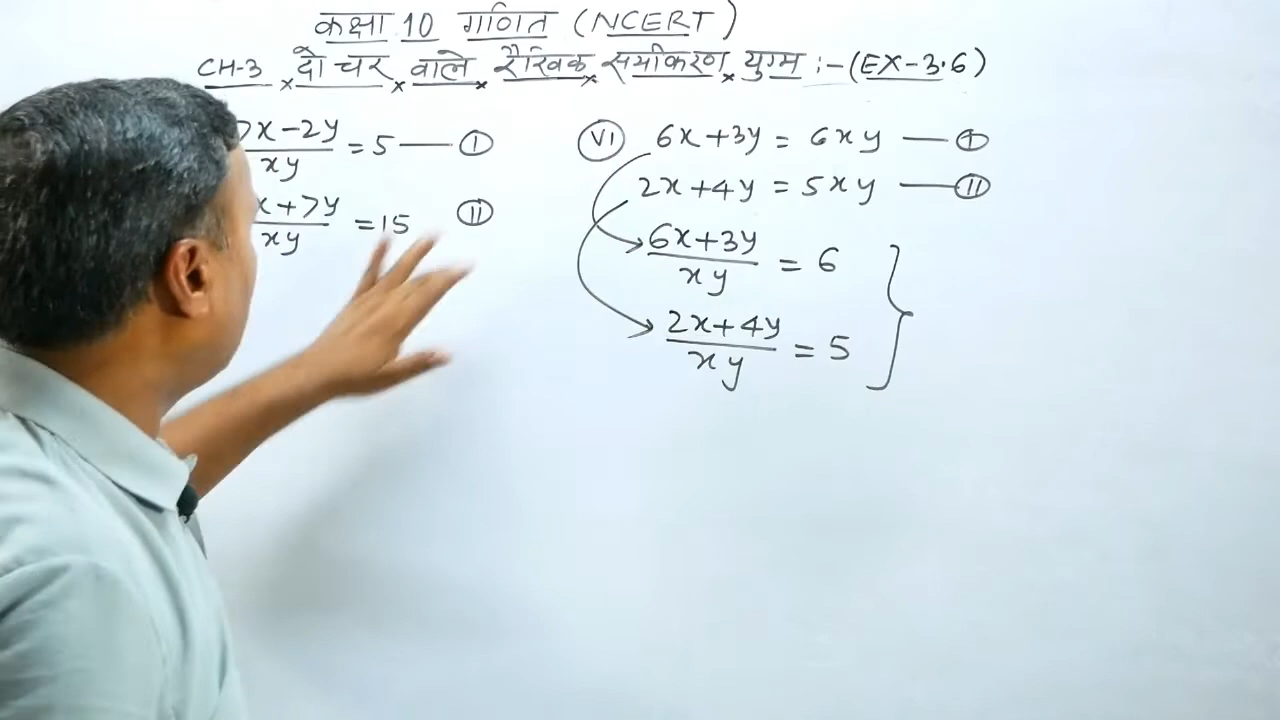 कक्षा 10 गणित (NCERT)
CH-3 × दो चर × वाले × रैखिक × समीकरण × युग्म :- (EX-3.6)
7x-2y/xy = 5 — I
x+7y/xy = 15 II
VI 6x+3y = 6xy — I
2x+4y = 5xy — II
6x+3y/xy = 6
2x+4y/xy = 5